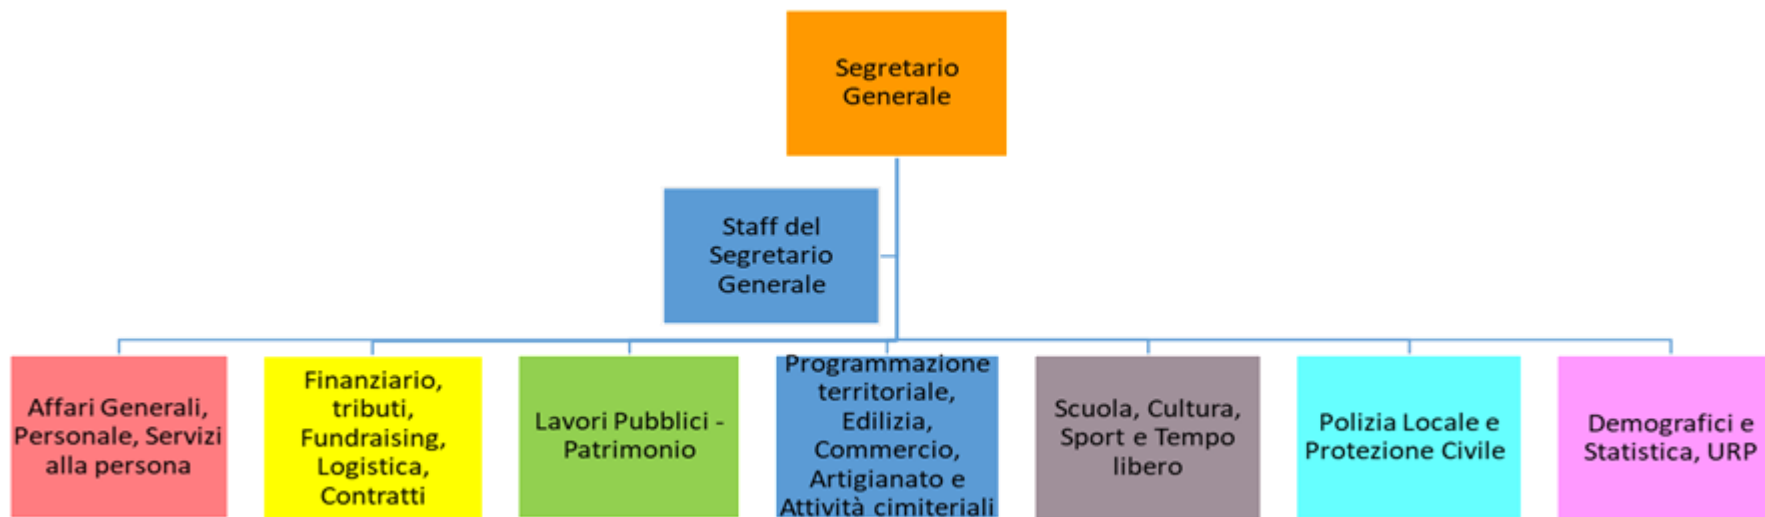 Segretario
Generale
Staff del
Segretario
Generale
Affari Generali,
Personale, Servizi
alla persona
Finanziario,
tributi,
Fundraising,
Logistica,
Contratti
Lavori Pubblici -
Patrimonio
Programmazione
territoriale,
Edilizia,
Commercio,
Artigianato e
Attività cimiteriali
Scuola, Cultura,
Sport e Tempo
libero
Polizia Locale e
Protezione Civile
Demografici e
Statistica, URP